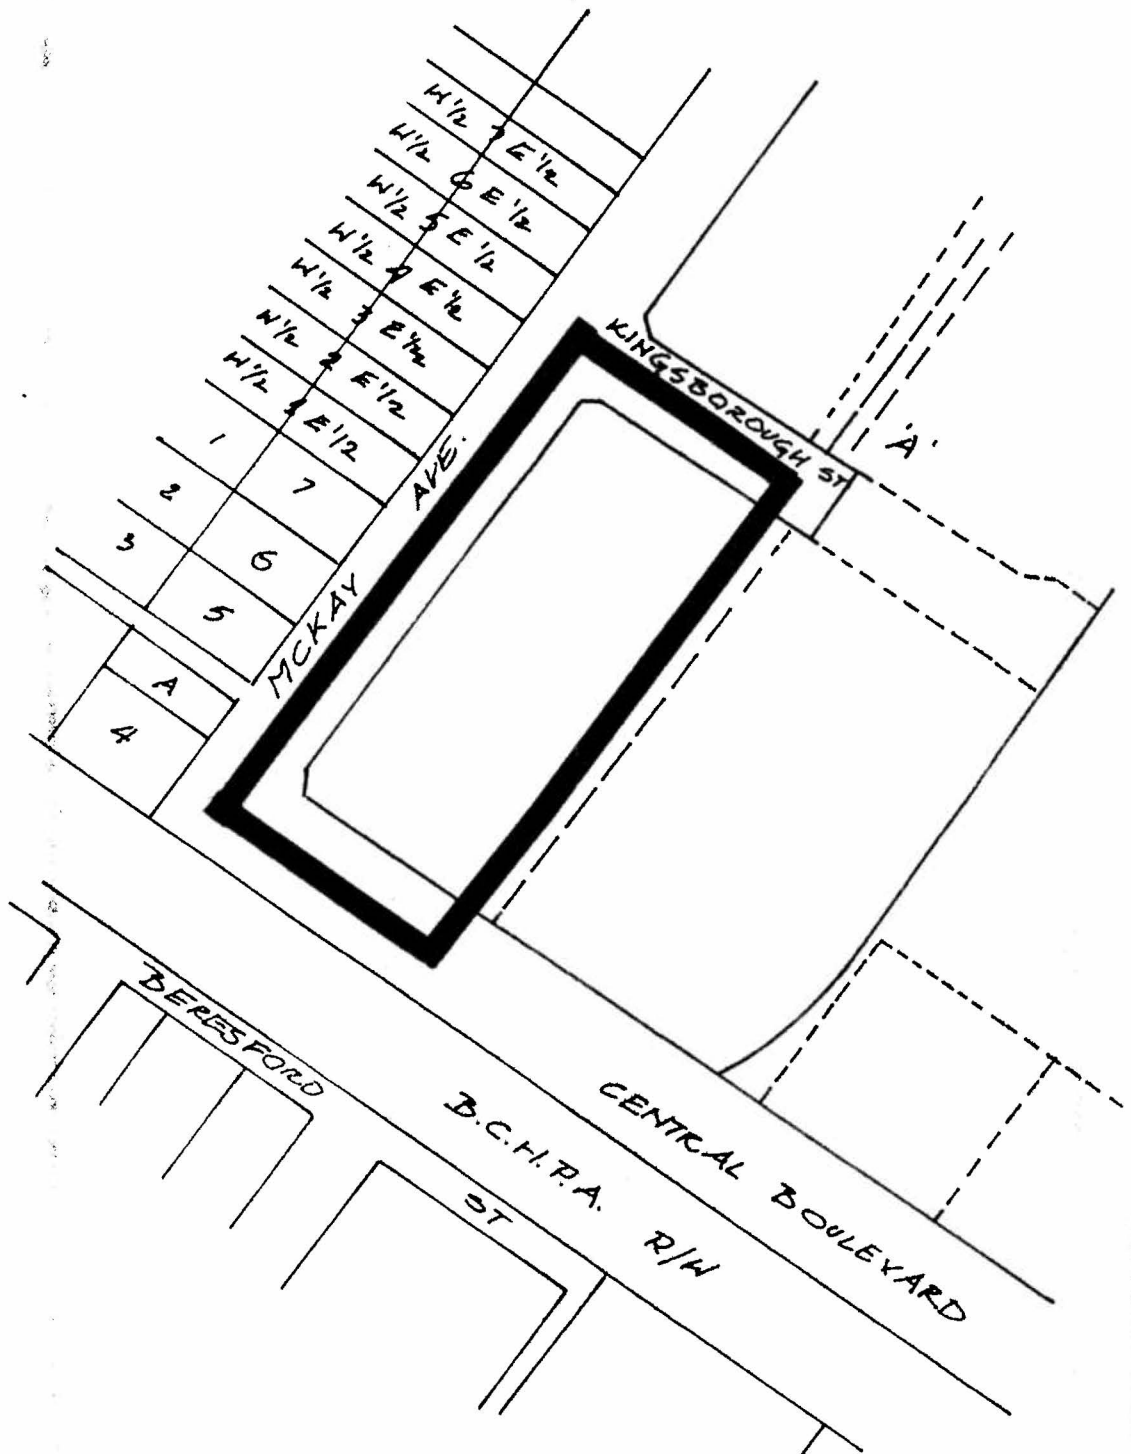 W½ 7 E½
W½ 6 E½
W½ 5 E½
W½ 4 E½
W½ 3 E½
W½ 2 E½
W½ 1 E½
1
7
2
6
3
5
A
4
KINGSBOROUGH ST
'A'
MCKAY AVE.
BERESFORD ST
B.C.H.P.A. R/W
CENTRAL BOULEVARD